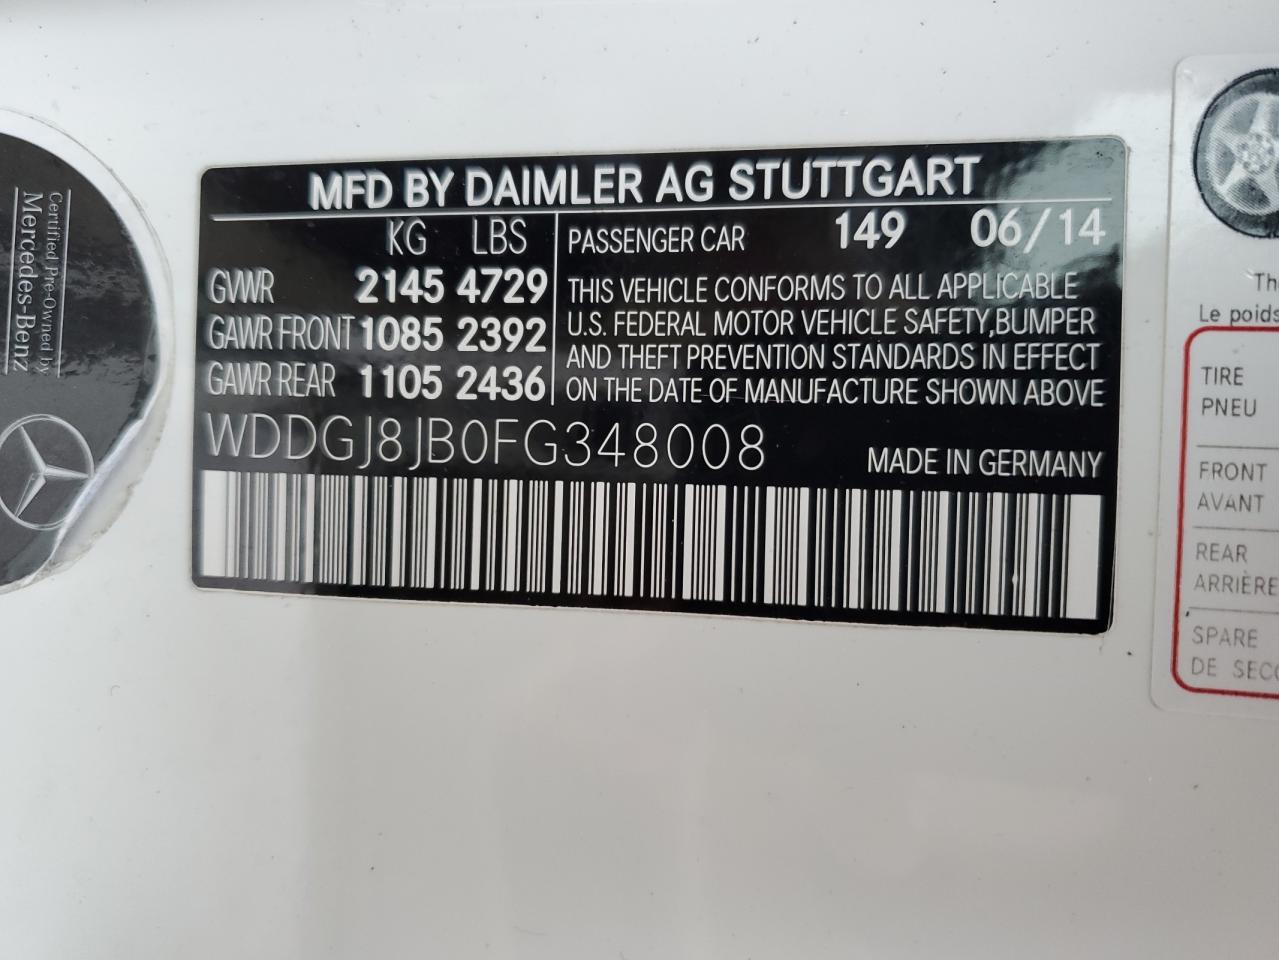 MFD BY DAIMLER AG STUTTGART
KG LBS
GVWR 2145 4729
GAWR FRONT 1085 2392
GAWR REAR 1105 2436
PASSENGER CAR 149 06/14
THIS VEHICLE CONFORMS TO ALL APPLICABLE
U.S. FEDERAL MOTOR VEHICLE SAFETY,BUMPER
AND THEFT PREVENTION STANDARDS IN EFFECT
ON THE DATE OF MANUFACTURE SHOWN ABOVE
WDDGJ8JB0FG348008
MADE IN GERMANY
Certified Pre-Owned by
Mercedes-Benz
Le poids
TIRE
PNEU
FRONT
AVANT
REAR
ARRIÈRE
SPARE
DE